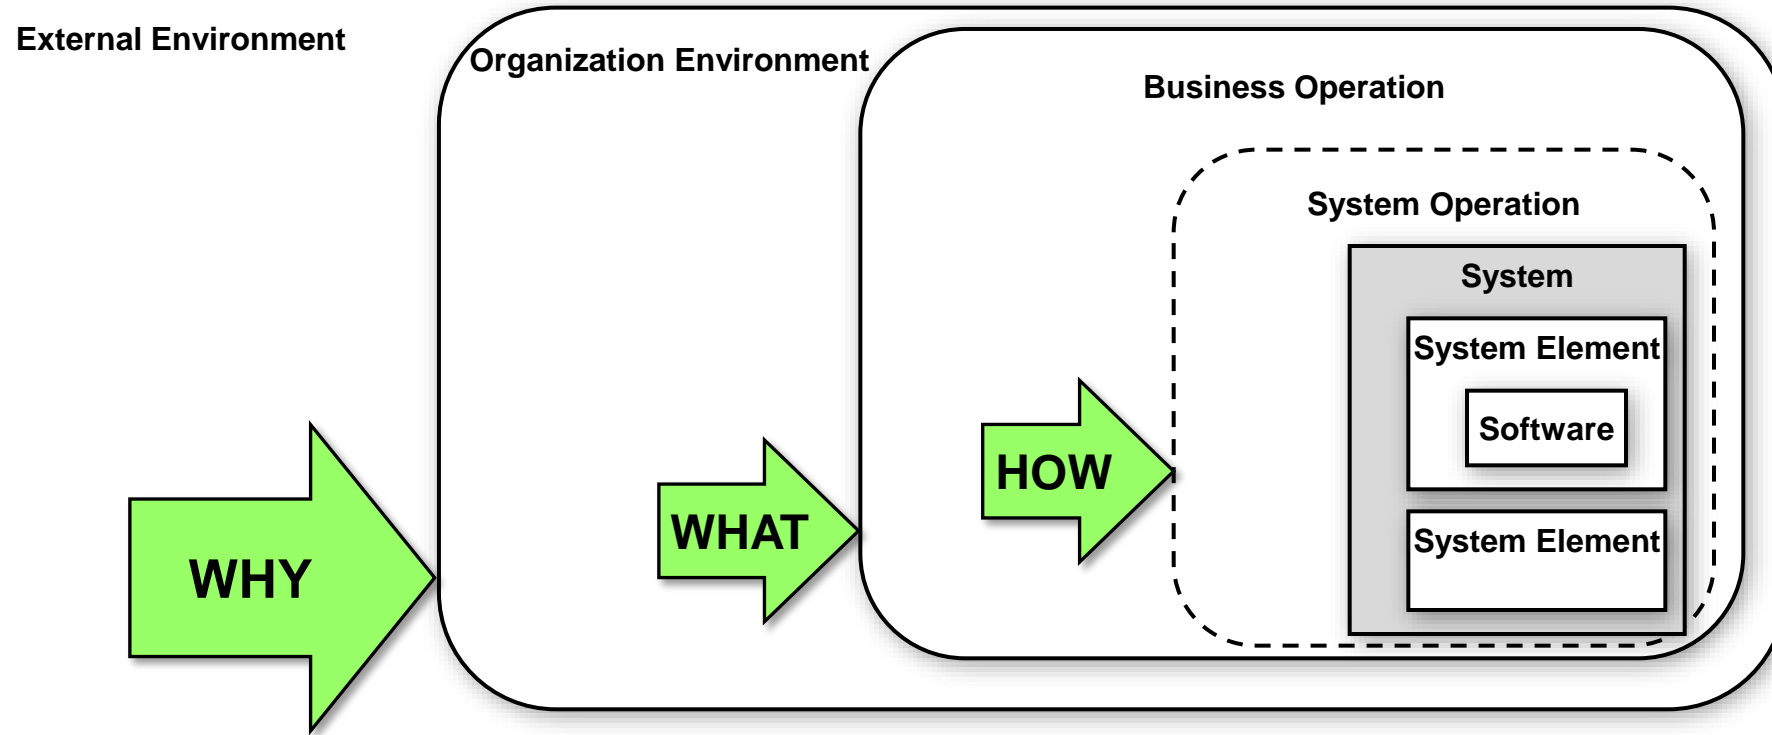 External Environment
Organization Environment
Business Operation
System Operation
System
System Element
Software
System Element
HOW
WHAT
WHY